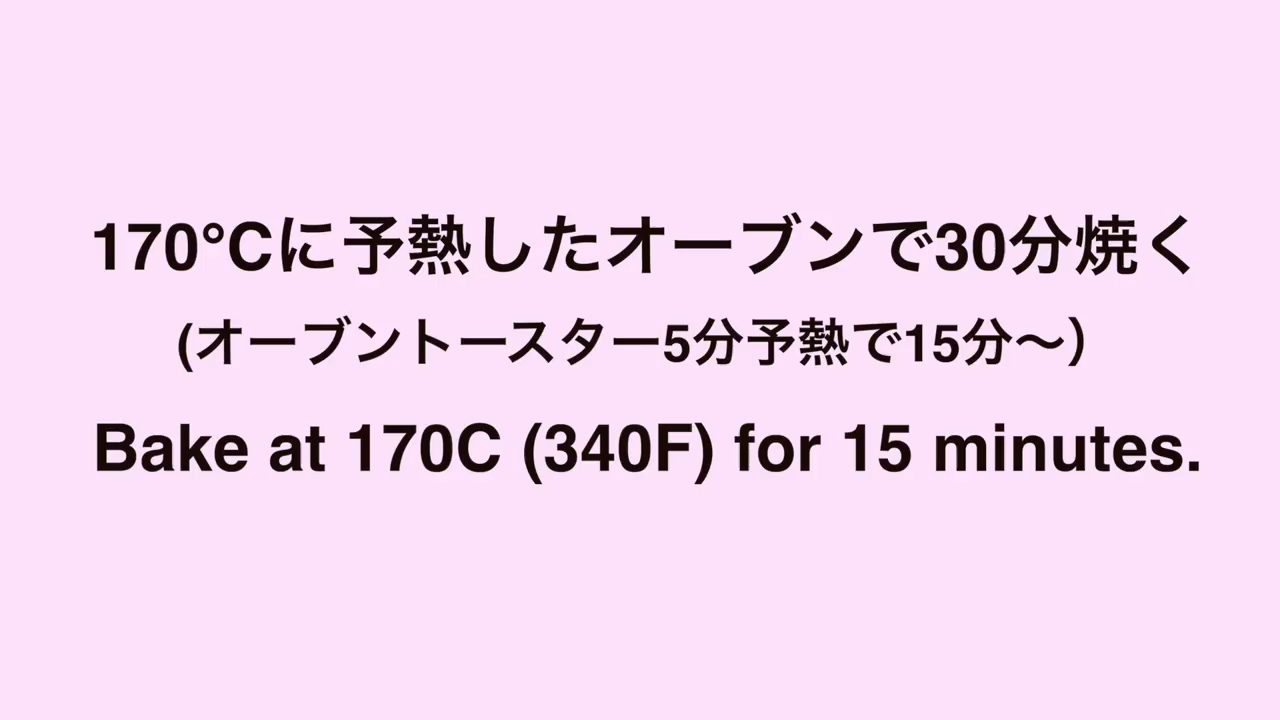 170°Cに予熱したオーブンで30分焼く
(オーブントースター5分予熱で15分〜）
Bake at 170C (340F) for 15 minutes.